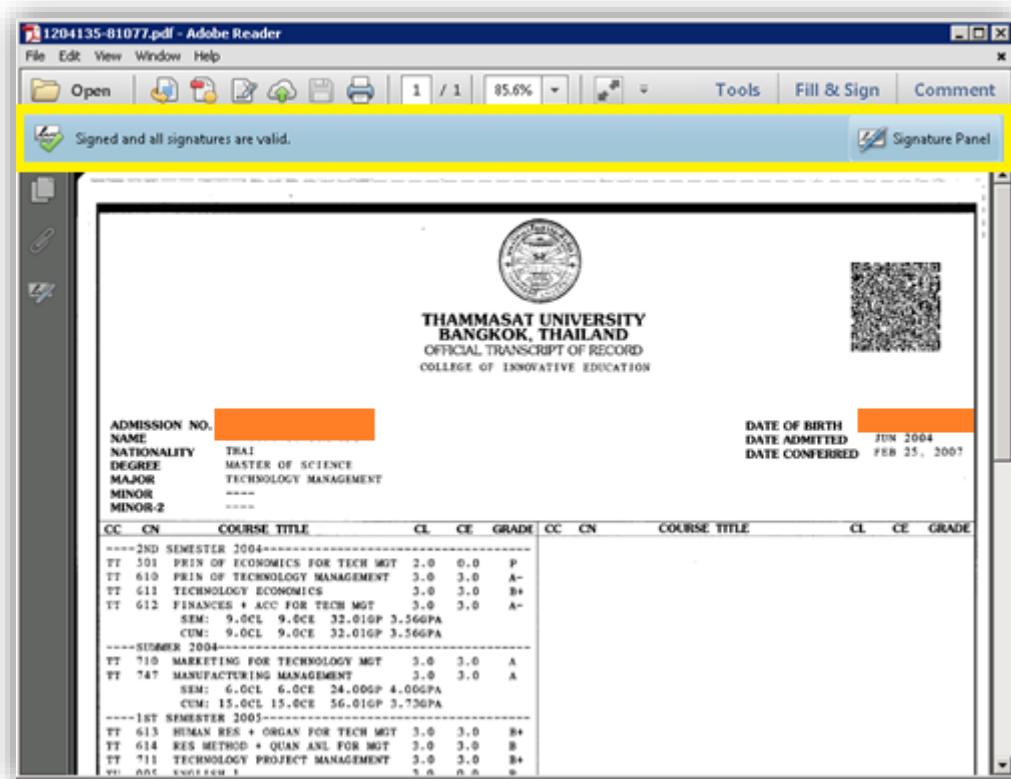 1204135-81077.pdf - Adobe Reader
File Edit View Window Help
Open 1 / 1 85.6% Tools Fill & Sign Comment
Signed and all signatures are valid. Signature Panel
THAMMASAT UNIVERSITY
BANGKOK, THAILAND
OFFICIAL TRANSCRIPT OF RECORD
COLLEGE OF INNOVATIVE EDUCATION
ADMISSION NO. DATE OF BIRTH
NAME DATE ADMITTED JUN 2004
NATIONALITY THAI DATE CONFERRED FEB 25, 2007
DEGREE MASTER OF SCIENCE
MAJOR TECHNOLOGY MANAGEMENT
MINOR ----
MINOR-2 ----
CC CN COURSE TITLE CL CE GRADE CC CN COURSE TITLE CL CE GRADE
----2ND SEMESTER 2004----
TT 501 PRIN OF ECONOMICS FOR TECH MGT 2.0 0.0 P
TT 610 PRIN OF TECHNOLOGY MANAGEMENT 3.0 3.0 A-
TT 611 TECHNOLOGY ECONOMICS 3.0 3.0 B+
TT 612 FINANCES + ACC FOR TECH MGT 3.0 3.0 A-
SEM: 9.0CL 9.0CE 32.01GP 3.56GPA
CUM: 9.0CL 9.0CE 32.01GP 3.56GPA
----SUMMER 2004----
TT 710 MARKETING FOR TECHNOLOGY MGT 3.0 3.0 A
TT 747 MANUFACTURING MANAGEMENT 3.0 3.0 A
SEM: 6.0CL 6.0CE 24.00GP 4.00GPA
CUM: 15.0CL 15.0CE 56.01GP 3.73GPA
----1ST SEMESTER 2005----
TT 613 HUMAN RES + ORGAN FOR TECH MGT 3.0 3.0 B+
TT 614 RES METHOD + QUAN ANL FOR MGT 3.0 3.0 B
TT 711 TECHNOLOGY PROJECT MANAGEMENT 3.0 3.0 B+
TU 005 ENGLISH 1 3.0 0.0 P